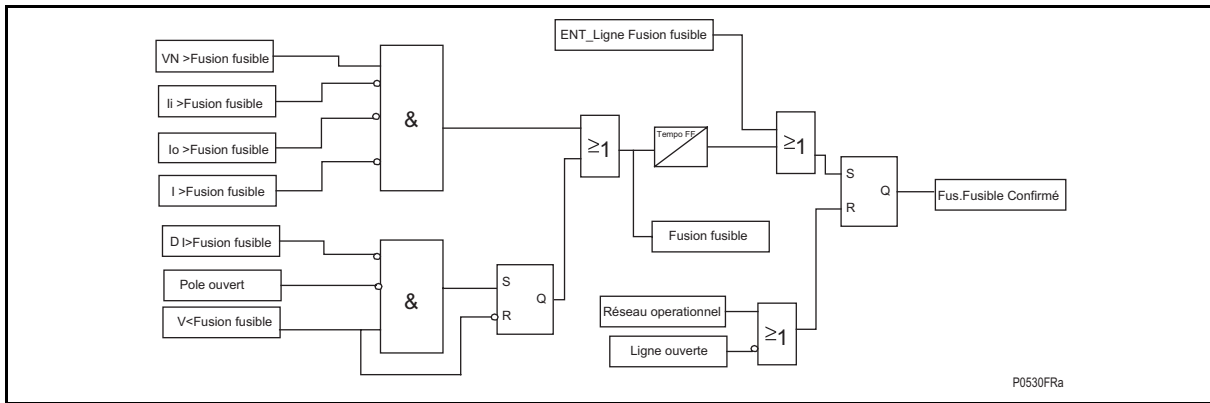 ENT_Ligne Fusion fusible
VN >Fusion fusible
Ii >Fusion fusible
&
Io >Fusion fusible
I >Fusion fusible
≥1
Tempo FF
≥1
S
Q
R
Fus.Fusible Confirmé
Fusion fusible
D I>Fusion fusible
Pole ouvert
&
V<Fusion fusible
S
Q
R
Réseau operationnel
≥1
Ligne ouverte
P0530FRa